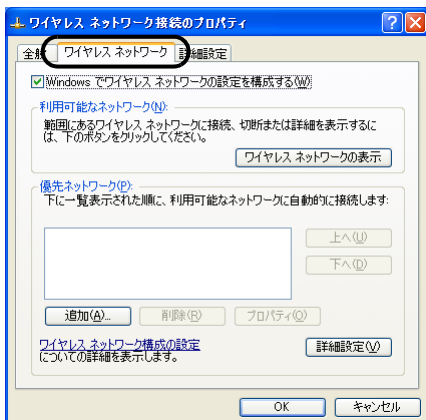 ワイヤレス ネットワーク接続のプロパティ
全般 ワイヤレス ネットワーク 詳細設定
Windows でワイヤレス ネットワークの設定を構成する(W)
利用可能なネットワーク(N):
範囲にあるワイヤレス ネットワークに接続、切断または詳細を表示するに
は、下のボタンをクリックしてください。
ワイヤレス ネットワークの表示
優先ネットワーク(P):
下に一覧表示された順に、利用可能なネットワークに自動的に接続します:
上へ(U)
下へ(D)
追加(A)... 削除(R) プロパティ(O)
ワイヤレス ネットワーク構成の設定
についての詳細を表示します。
詳細設定(V)
OK キャンセル